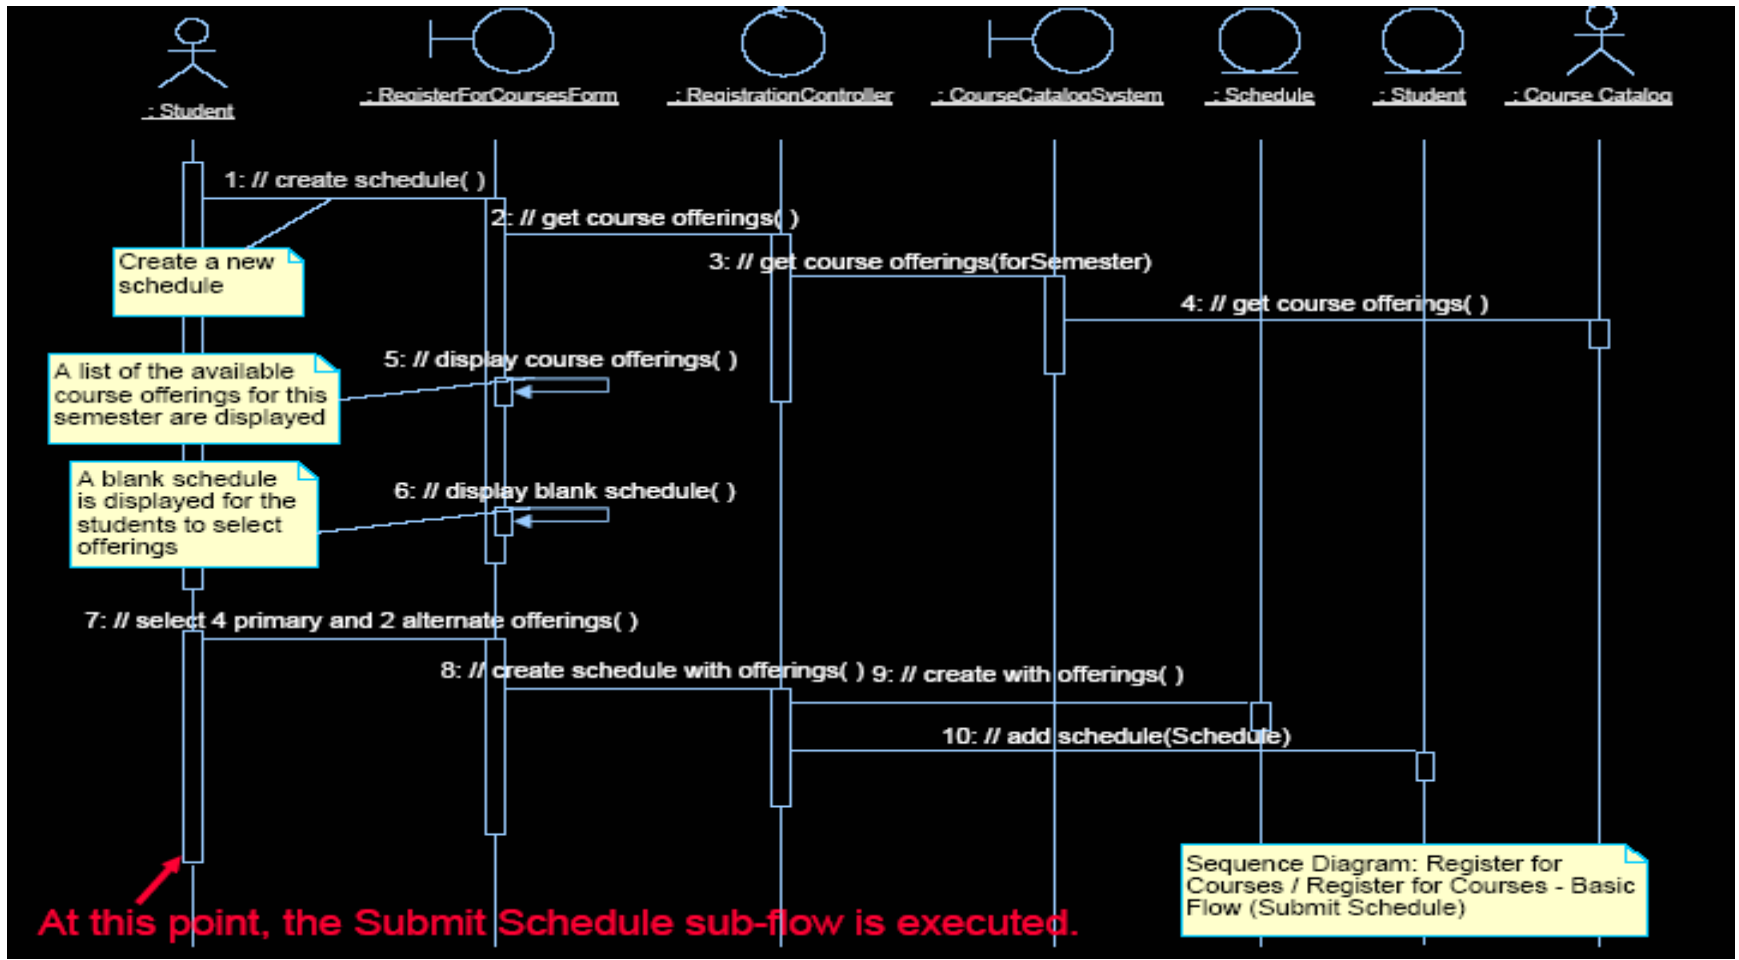 : Student
: RegisterForCoursesForm
: RegistrationController
: CourseCatalogSystem
: Schedule
: Student
: Course Catalog
1: // create schedule( )
2: // get course offerings( )
Create a new
schedule
3: // get course offerings(forSemester)
4: // get course offerings( )
5: // display course offerings( )
A list of the available
course offerings for this
semester are displayed
A blank schedule
is displayed for the
students to select
offerings
6: // display blank schedule( )
7: // select 4 primary and 2 alternate offerings( )
8: // create schedule with offerings( )
9: // create with offerings( )
10: // add schedule(Schedule)
Sequence Diagram: Register for
Courses / Register for Courses - Basic
Flow (Submit Schedule)
At this point, the Submit Schedule sub-flow is executed.